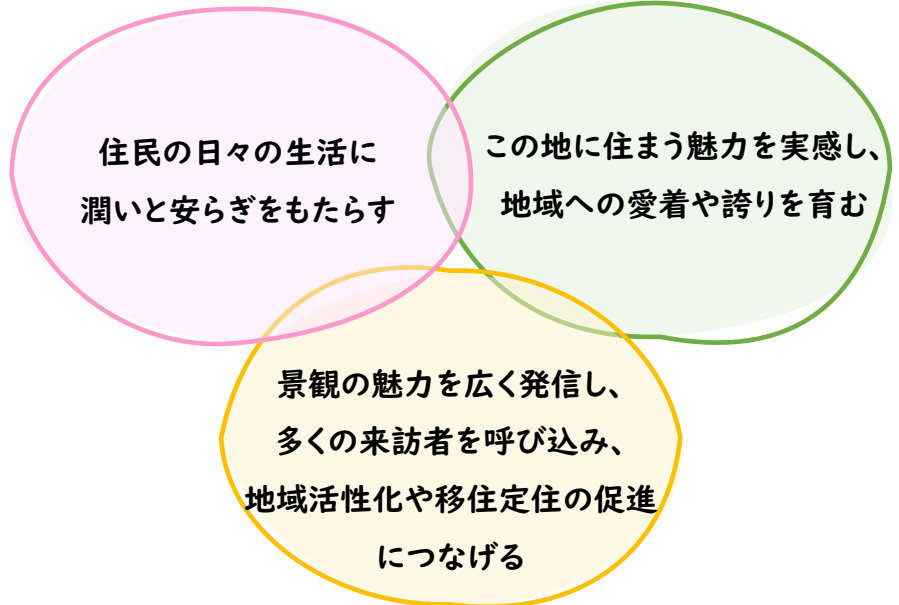 住民の日々の生活に
潤いと安らぎをもたらす
この地に住まう魅力を実感し、
地域への愛着や誇りを育む
景観の魅力を広く発信し、
多くの来訪者を呼び込み、
地域活性化や移住定住の促進
につなげる